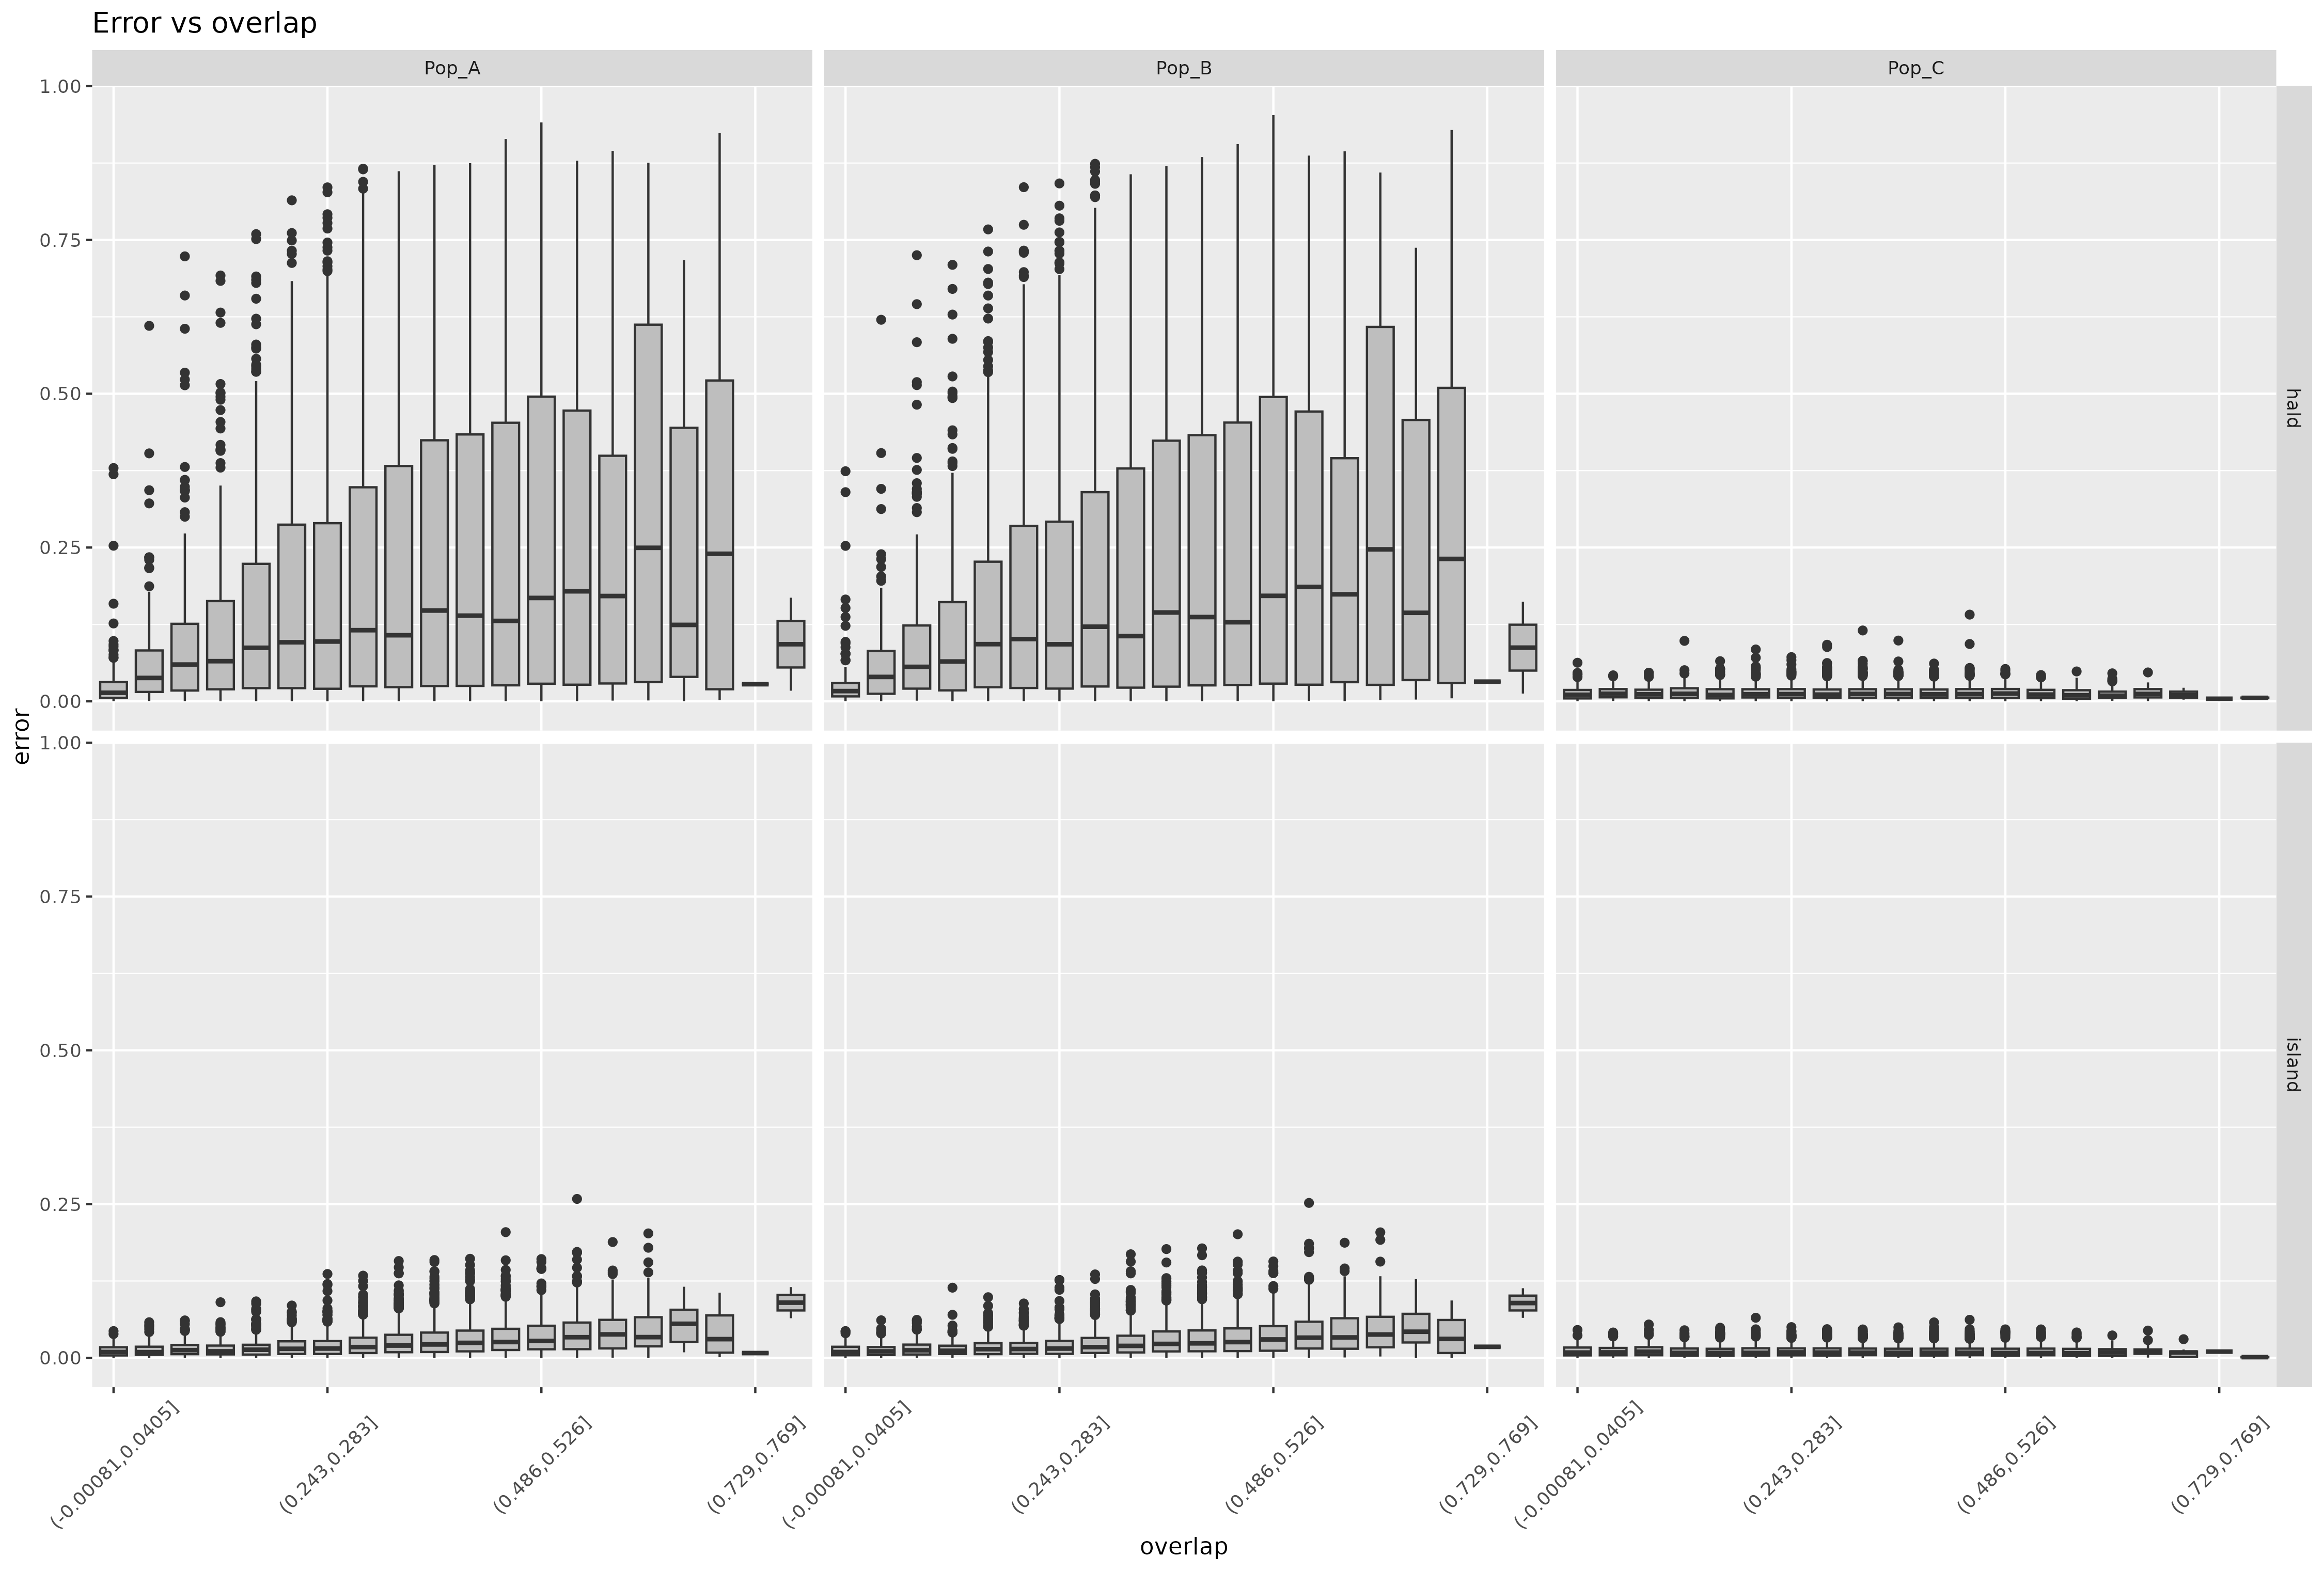 Error vs overlap
Pop_A
Pop_B
Pop_C
1.00
0.75
0.50
0.25
0.00
hald
error
1.00
0.75
0.50
0.25
0.00
island
(-0.00081,0.0405]
(0.243,0.283]
(0.486,0.526]
(0.729,0.769]
(-0.00081,0.0405]
(0.243,0.283]
(0.486,0.526]
(0.729,0.769]
(-0.00081,0.0405]
(0.243,0.283]
(0.486,0.526]
(0.729,0.769]
overlap